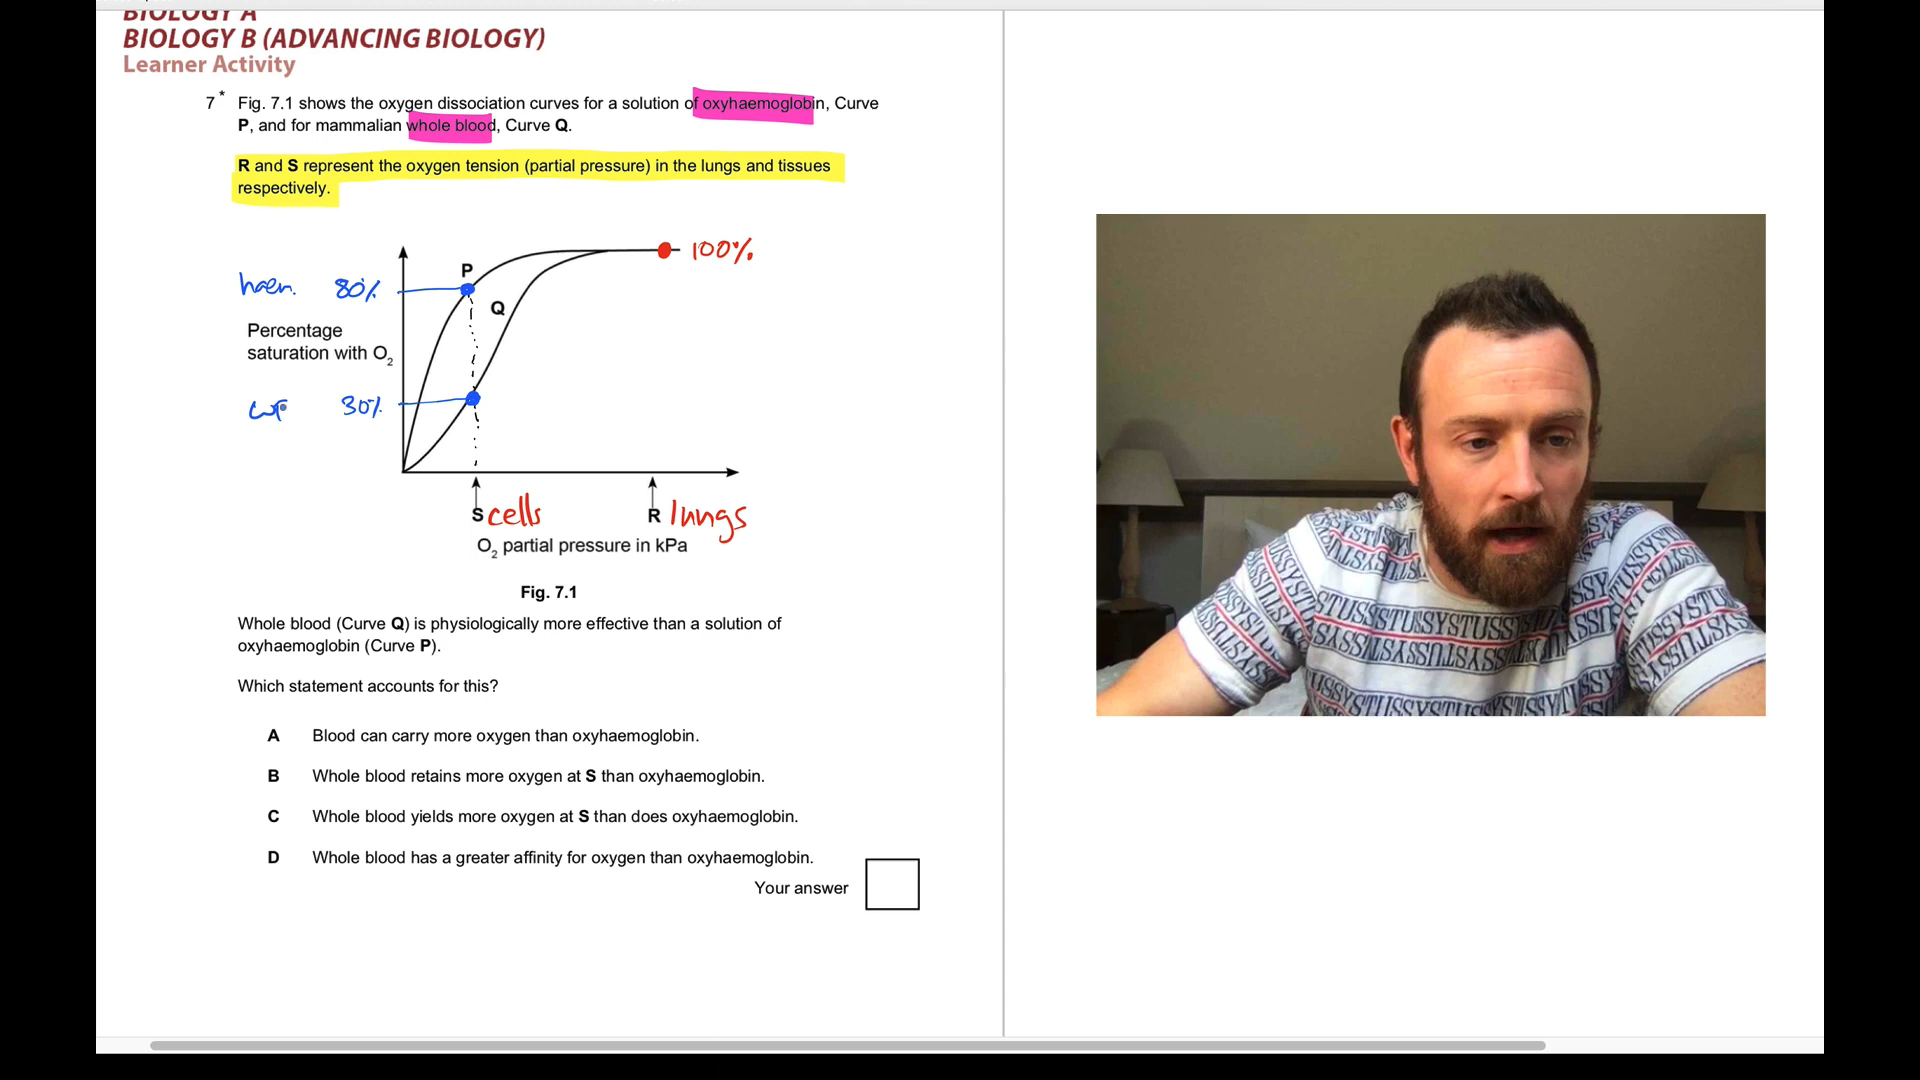 BIOLOGY A
BIOLOGY B (ADVANCING BIOLOGY)
Learner Activity
7* Fig. 7.1 shows the oxygen dissociation curves for a solution of oxyhaemoglobin, Curve
P, and for mammalian whole blood, Curve Q.
R and S represent the oxygen tension (partial pressure) in the lungs and tissues
respectively.
100%
P
haem. 80%
Q
Percentage
saturation with O2
30%
S cells R lungs
O2 partial pressure in kPa
Fig. 7.1
Whole blood (Curve Q) is physiologically more effective than a solution of
oxyhaemoglobin (Curve P).
Which statement accounts for this?
A Blood can carry more oxygen than oxyhaemoglobin.
B Whole blood retains more oxygen at S than oxyhaemoglobin.
C Whole blood yields more oxygen at S than does oxyhaemoglobin.
D Whole blood has a greater affinity for oxygen than oxyhaemoglobin.
Your answer